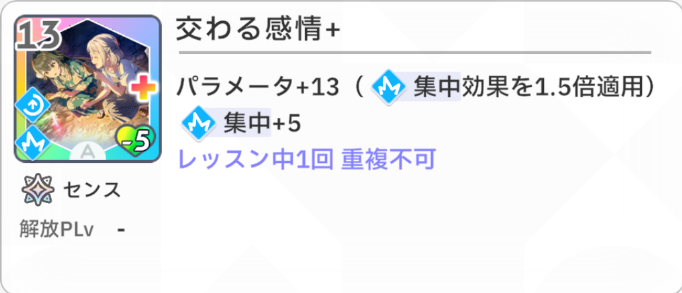 交わる感情+
13
パラメータ+13（集中効果を1.5倍適用）
集中+5
レッスン中1回 重複不可
A
-5
センス
解放PLv -